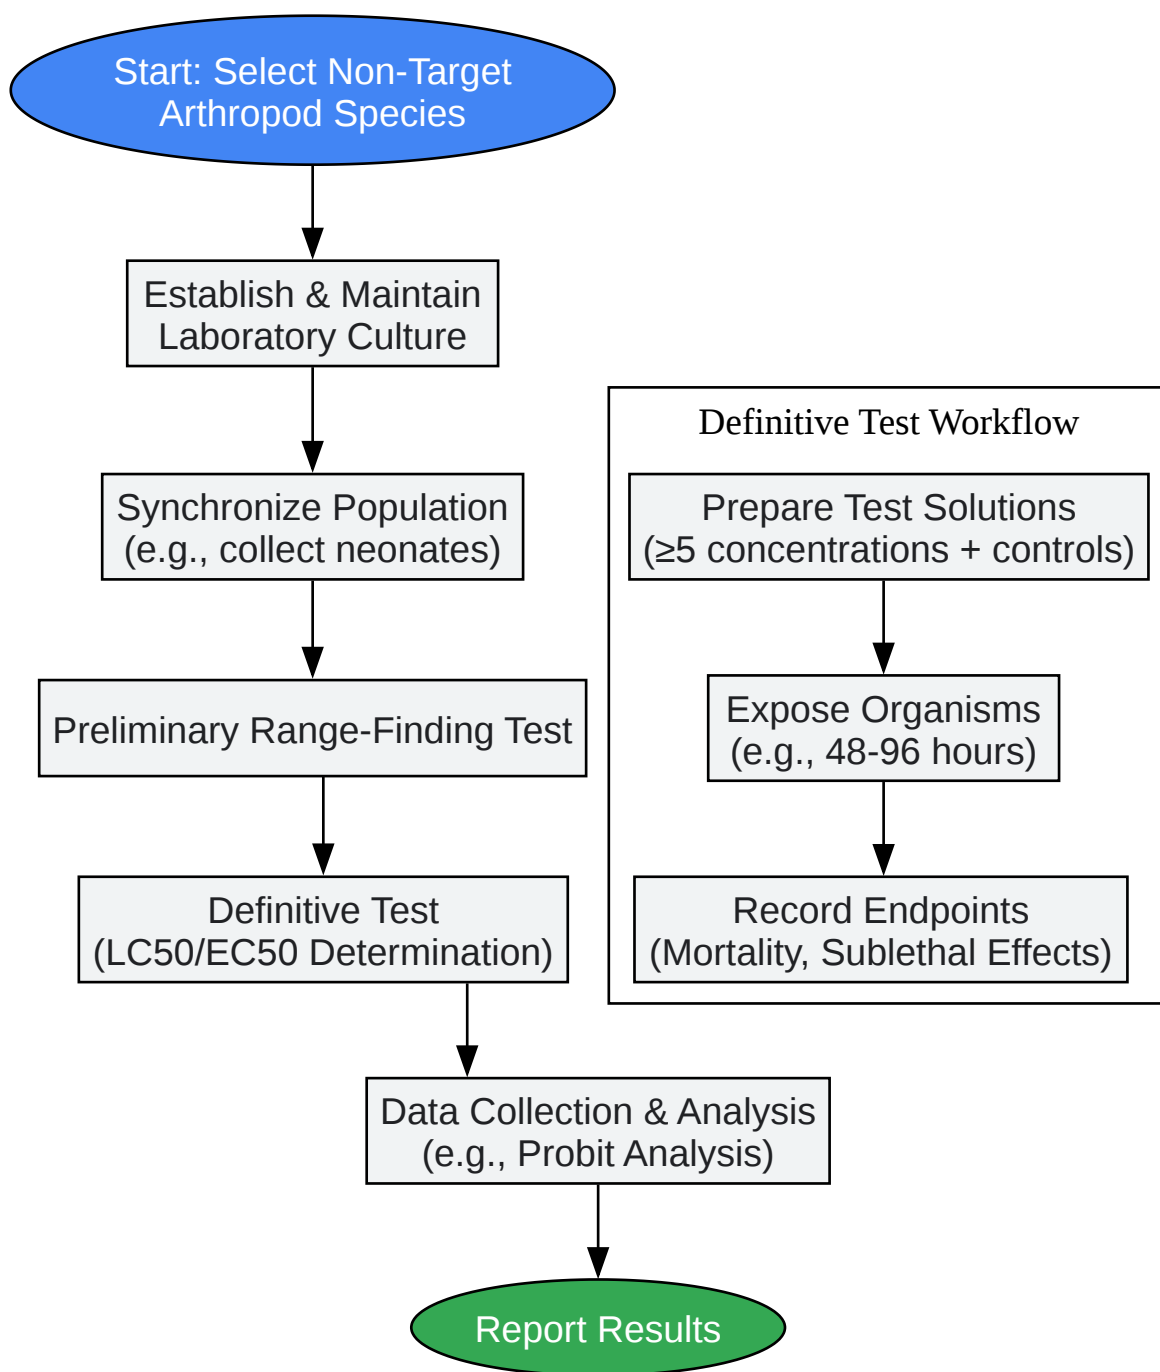 Start: Select Non-Target
Arthropod Species
Establish & Maintain
Laboratory Culture
Synchronize Population
(e.g., collect neonates)
Preliminary Range-Finding Test
Definitive Test
(LC50/EC50 Determination)
Definitive Test Workflow
Prepare Test Solutions
(≥5 concentrations + controls)
Expose Organisms
(e.g., 48-96 hours)
Record Endpoints
(Mortality, Sublethal Effects)
Data Collection & Analysis
(e.g., Probit Analysis)
Report Results